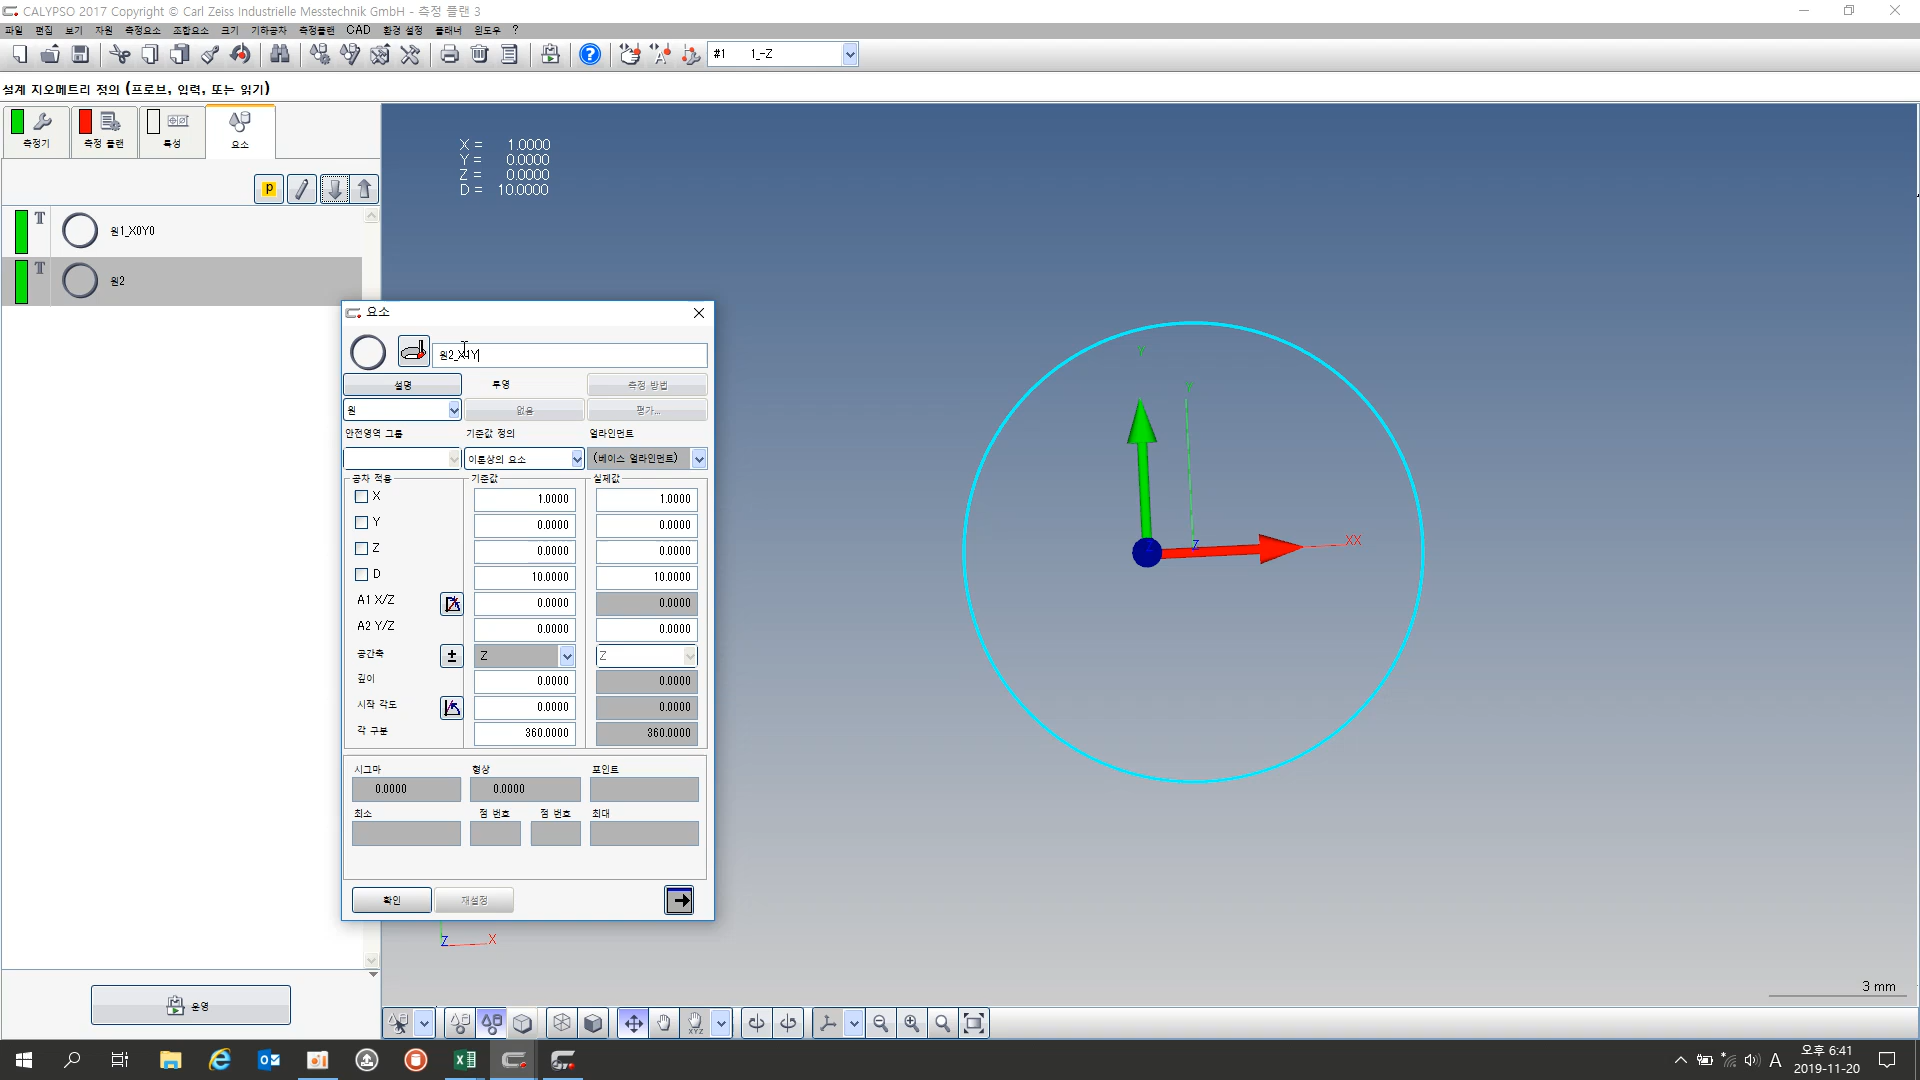 CALYPSO 2017 Copyright © Carl Zeiss Industrielle Messtechnik GmbH - 측정 플랜 3
파일 편집 보기 자원 측정요소 조합요소 크기 기하공차 측정플랜 CAD 환경 설정 플래너 윈도우 ?
#1 1_-Z
설계 지오메트리 정의 (프로브, 입력, 또는 읽기)
측정기 측정 플랜 특성 요소
X = 1.0000
Y = 0.0000
Z = 0.0000
D = 10.0000
p
T 원1_X0Y0
T 원2
요소
원2_X1Y
설명 투영 측정 방법
원 없음 평가...
안전영역 그룹 기준값 정의 얼라인먼트
이론상의 요소 (베이스 얼라인먼트)
공차 적용 기준값 실제값
X 1.0000 1.0000
Y 0.0000 0.0000
Z 0.0000 0.0000
D 10.0000 10.0000
A1 X/Z 0.0000 0.0000
A2 Y/Z 0.0000 0.0000
공간축 ± Z Z
깊이 0.0000 0.0000
시작 각도 0.0000 0.0000
각 구분 360.0000 360.0000
시그마 형상 포인트
0.0000 0.0000
최소 점 번호 점 번호 최대
확인 재설정
Y
Y
Z
XX
Z X
3 mm
운영
XYZ
A 오후 6:41
2019-11-20